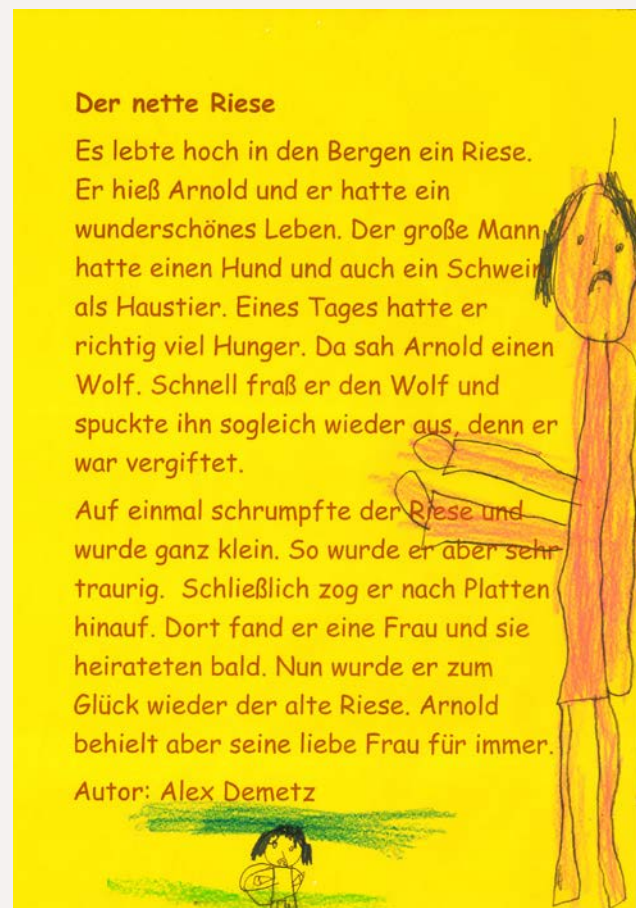 Der nette Riese
Es lebte hoch in den Bergen ein Riese.
Er hieß Arnold und er hatte ein
wunderschönes Leben. Der große Mann
hatte einen Hund und auch ein Schwein
als Haustier. Eines Tages hatte er
richtig viel Hunger. Da sah Arnold einen
Wolf. Schnell fraß er den Wolf und
spuckte ihn sogleich wieder aus, denn er
war vergiftet.
Auf einmal schrumpfte der Riese und
wurde ganz klein. So wurde er aber sehr
traurig. Schließlich zog er nach Platten
hinauf. Dort fand er eine Frau und sie
heirateten bald. Nun wurde er zum
Glück wieder der alte Riese. Arnold
behielt aber seine liebe Frau für immer.
Autor: Alex Demetz